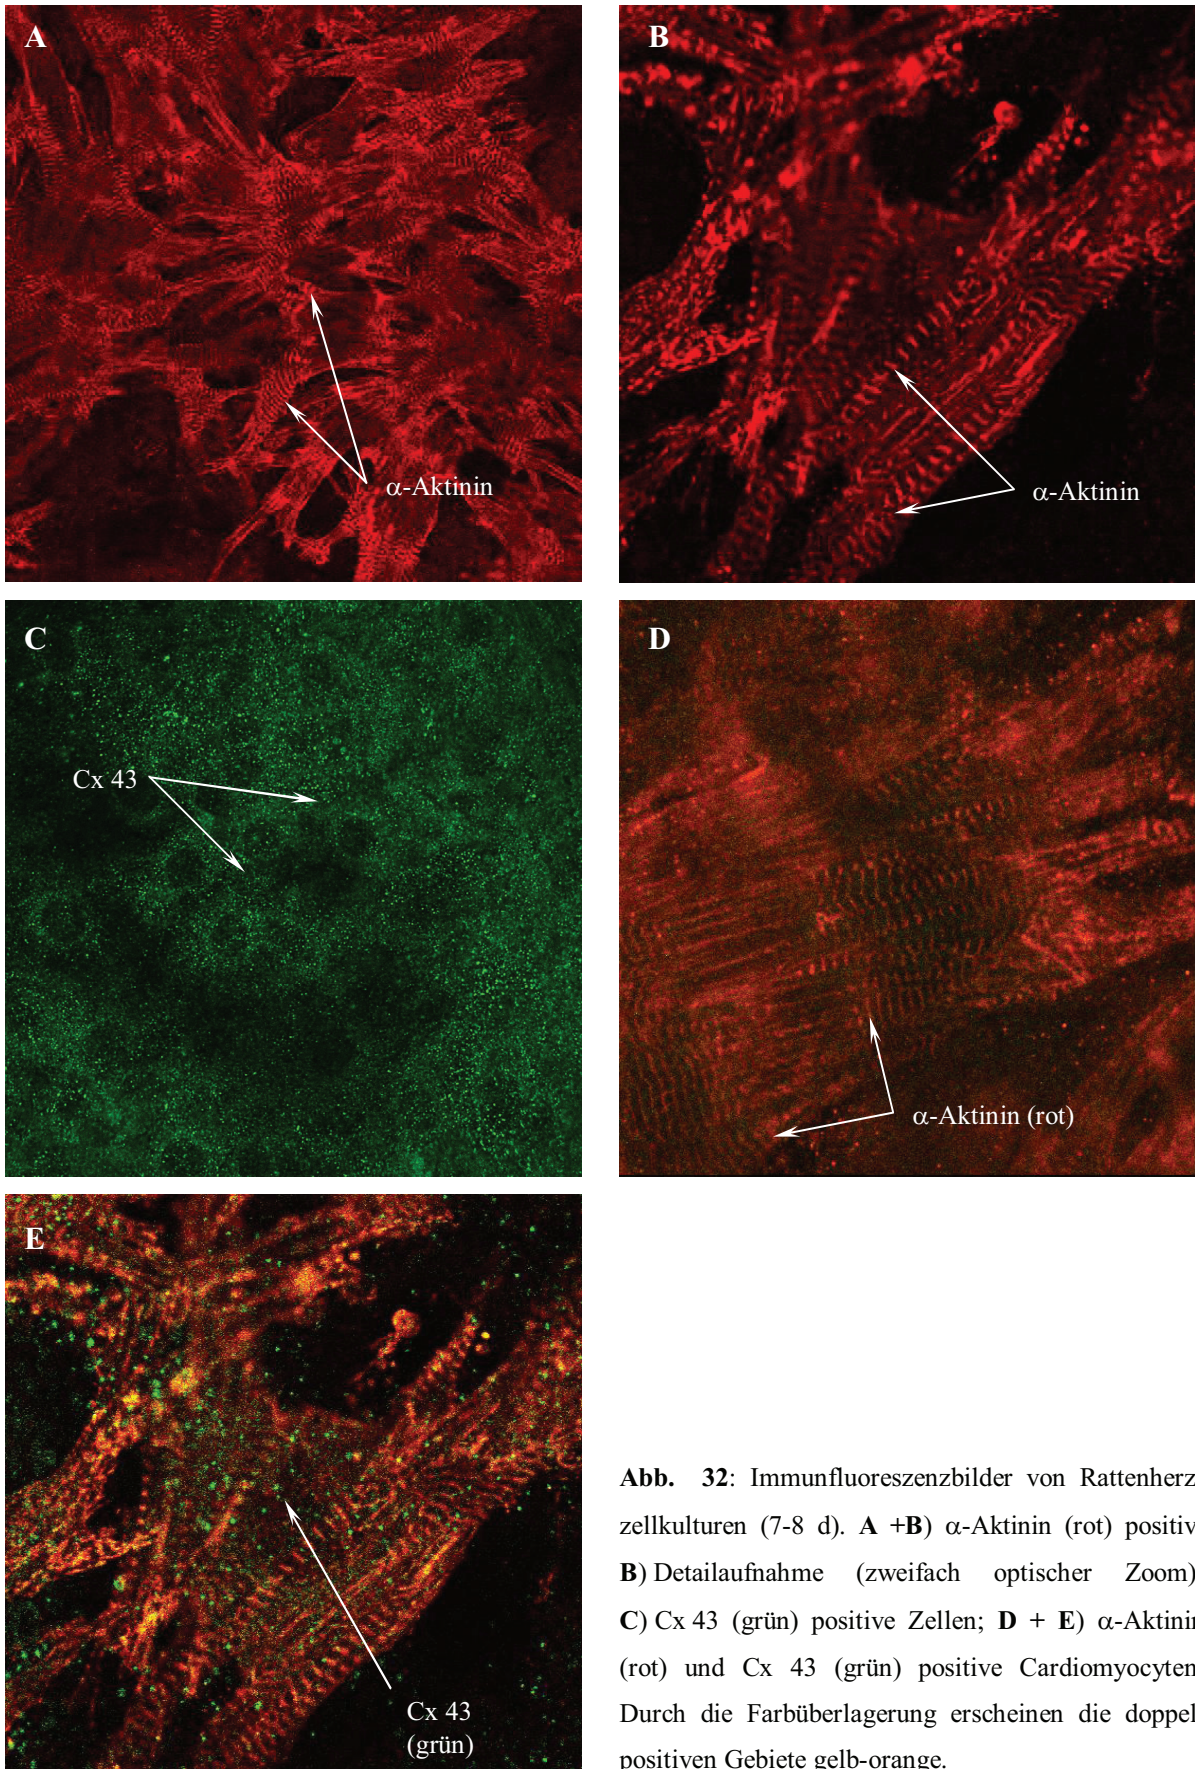 A
B
α-Aktinin
α-Aktinin
C
D
Cx 43
α-Aktinin (rot)
E
Cx 43
(grün)
Abb. 32: Immunfluoreszenzbilder von Rattenherz
zellkulturen (7-8 d). A +B) α-Aktinin (rot) positiv
B) Detailaufnahme (zweifach optischer Zoom)
C) Cx 43 (grün) positive Zellen; D + E) α-Aktinin
(rot) und Cx 43 (grün) positive Cardiomyocyten
Durch die Farbüberlagerung erscheinen die doppel
positiven Gebiete gelb-orange.